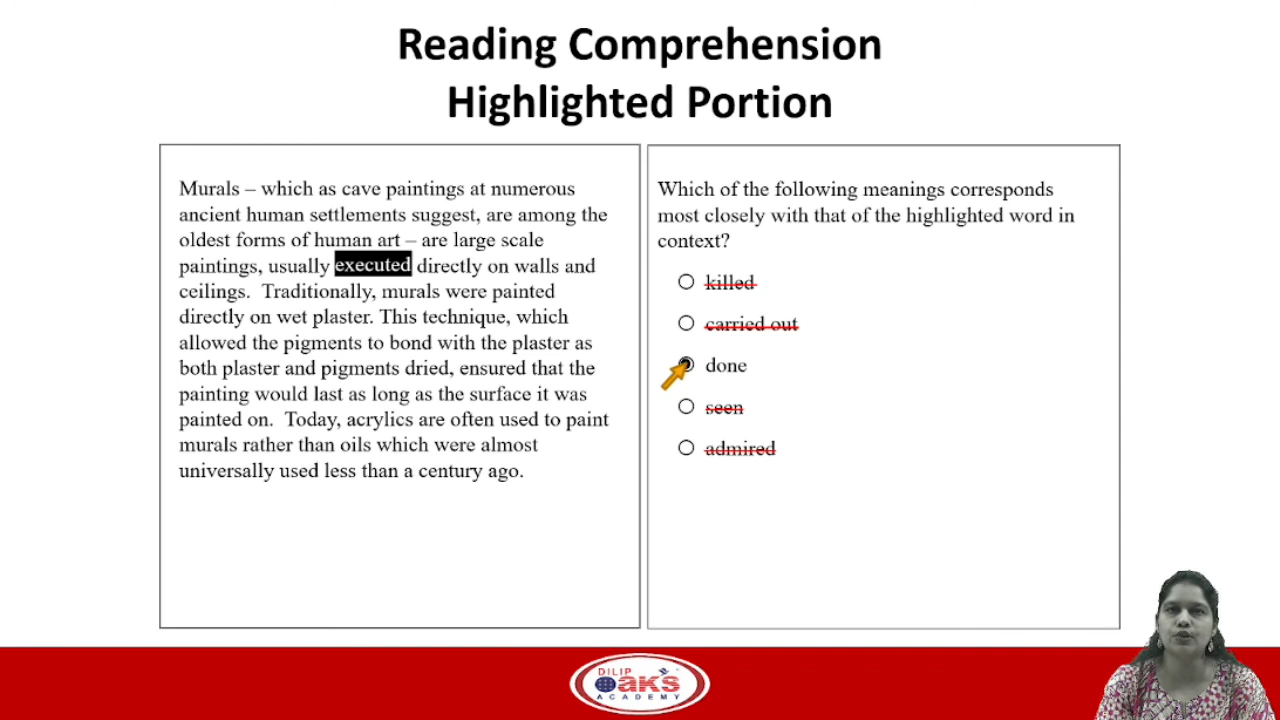 Reading Comprehension
Highlighted Portion
Murals – which as cave paintings at numerous
ancient human settlements suggest, are among the
oldest forms of human art – are large scale
paintings, usually executed directly on walls and
ceilings. Traditionally, murals were painted
directly on wet plaster. This technique, which
allowed the pigments to bond with the plaster as
both plaster and pigments dried, ensured that the
painting would last as long as the surface it was
painted on. Today, acrylics are often used to paint
murals rather than oils which were almost
universally used less than a century ago.
Which of the following meanings corresponds
most closely with that of the highlighted word in
context?
killed
carried out
done
seen
admired
DILIP
oaks
ACADEMY